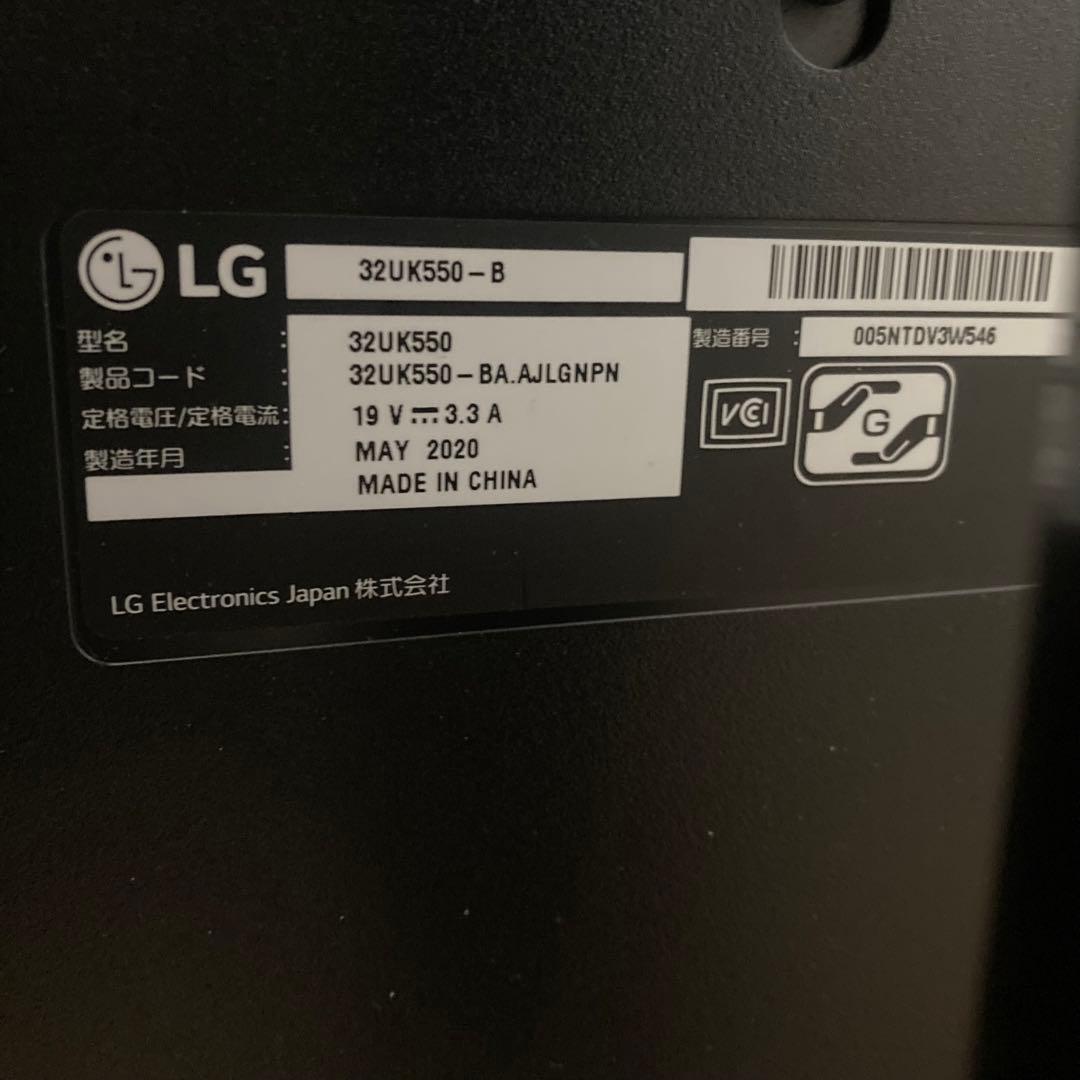 LG 32UK550-B
型名 : 32UK550
製品コード : 32UK550-BA.AJLGNPN
定格電圧/定格電流: 19 V ⎓ 3.3 A
製造年月 : MAY 2020
MADE IN CHINA
製造番号 : 005NTDV3W546
VCCI
G
LG Electronics Japan 株式会社